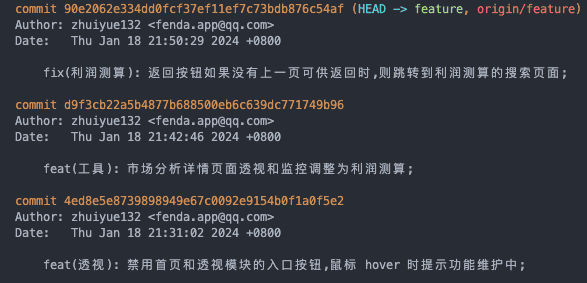 commit 90e2062e334dd0fcf37ef11ef7c73bdb876c54af (HEAD -> feature, origin/feature)
Author: zhuiyue132 <fenda.app@qq.com>
Date:   Thu Jan 18 21:50:29 2024 +0800
fix(利润测算): 返回按钮如果没有上一页可供返回时,则跳转到利润测算的搜索页面;
commit d9f3cb22a5b4877b688500eb6c639dc771749b96
Author: zhuiyue132 <fenda.app@qq.com>
Date:   Thu Jan 18 21:42:46 2024 +0800
feat(工具): 市场分析详情页面透视和监控调整为利润测算;
commit 4ed8e5e8739898949e67c0092e9154b0f1a0f5e2
Author: zhuiyue132 <fenda.app@qq.com>
Date:   Thu Jan 18 21:31:02 2024 +0800
feat(透视): 禁用首页和透视模块的入口按钮,鼠标 hover 时提示功能维护中;